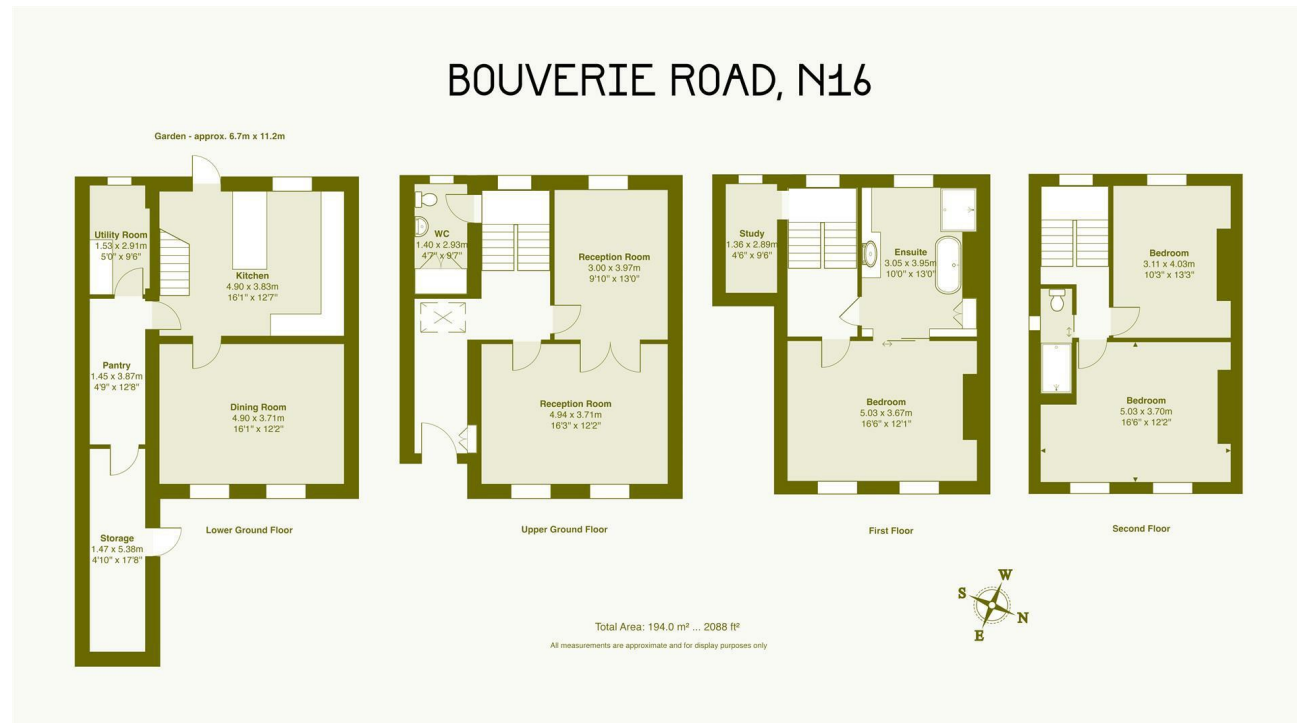 BOUVERIE ROAD, N16
Garden - approx. 6.7m x 11.2m
Utility Room
1.53 x 2.91m
5'0" x 9'6"
Kitchen
4.90 x 3.83m
16'1" x 12'7"
Pantry
1.45 x 3.87m
4'9" x 12'8"
Dining Room
4.90 x 3.71m
16'1" x 12'2"
Storage
1.47 x 5.38m
4'10" x 17'8"
Lower Ground Floor
WC
1.40 x 2.93m
4'7" x 9'7"
Reception Room
3.00 x 3.97m
9'10" x 13'0"
Reception Room
4.94 x 3.71m
16'3" x 12'2"
Upper Ground Floor
Study
1.36 x 2.89m
4'6" x 9'6"
Ensuite
3.05 x 3.95m
10'0" x 13'0"
Bedroom
5.03 x 3.67m
16'6" x 12'1"
First Floor
Bedroom
3.11 x 4.03m
10'3" x 13'3"
Bedroom
5.03 x 3.70m
16'6" x 12'2"
Second Floor
W
S
N
E
Total Area: 194.0 m² ... 2088 ft²
All measurements are approximate and for display purposes only